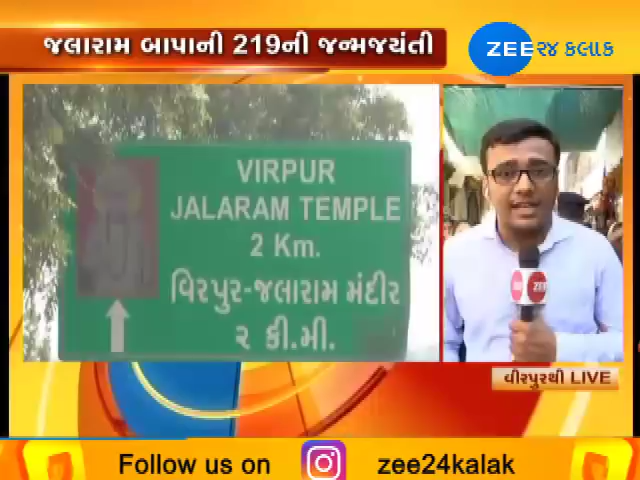 જલારામ બાપાની 219ની જન્મજયંતી
ZEE ૨૪ કલાક
VIRPUR
JALARAM TEMPLE
2 Km.
વિરપુર-જલારામ મંદીર
૨ કી.મી.
ZEE
વીરપુરથી LIVE
Follow us on zee24kalak